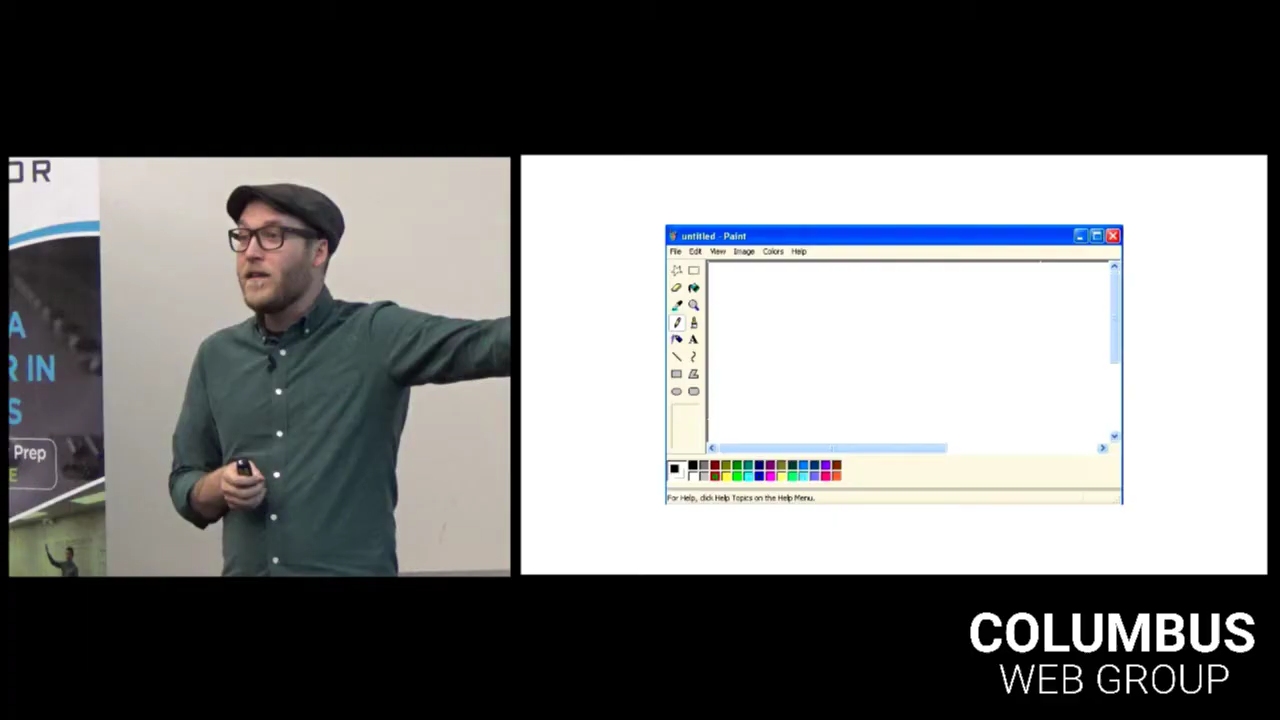 OR
A
R IN
S
Prep
E
untitled - Paint
File Edit View Image Colors Help
A
For Help, click Help Topics on the Help Menu.
COLUMBUS
WEB GROUP